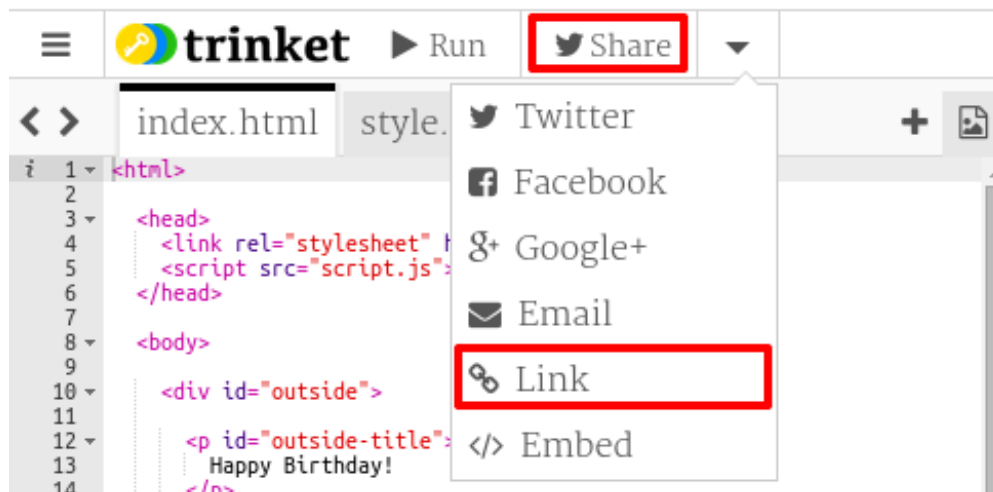 trinket Run Share
index.html style.
Twitter
Facebook
g+ Google+
Email
Link
</> Embed
i 1 <html>
2
3 <head>
4 <link rel="stylesheet" h
5 <script src="script.js">
6 </head>
7
8 <body>
9
10 <div id="outside">
11
12 <p id="outside-title">
13 Happy Birthday!
14 </p>